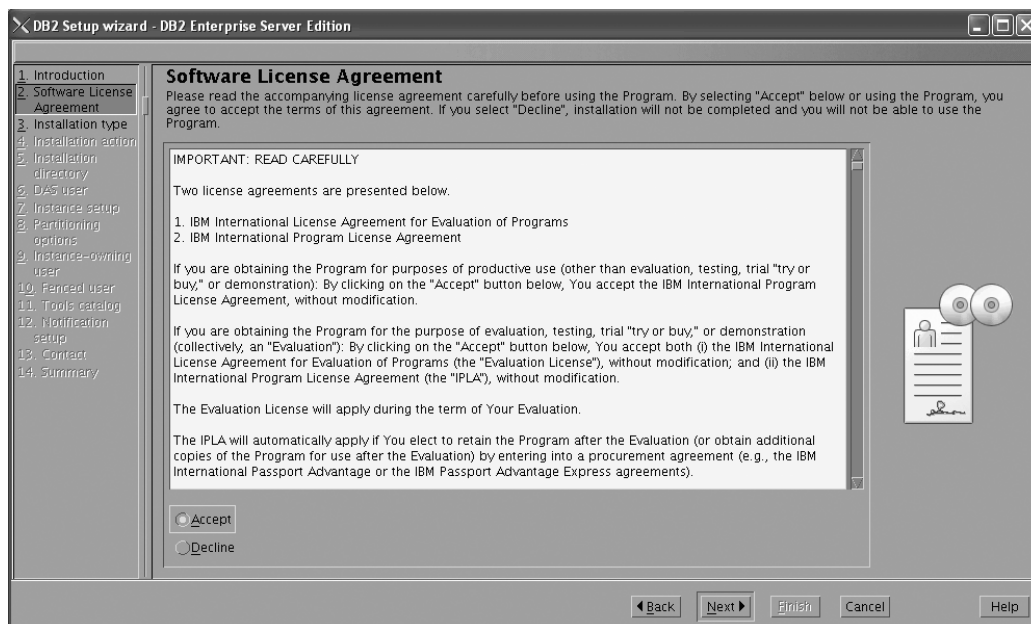 DB2 Setup wizard - DB2 Enterprise Server Edition
1. Introduction
2. Software License
Agreement
3. Installation type
4. Installation action
5. Installation
directory
6. DAS user
7. Instance setup
8. Partitioning
options
9. Instance-owning
user
10. Fenced user
11. Tools catalog
12. Notification
setup
13. Contact
14. Summary
Software License Agreement
Please read the accompanying license agreement carefully before using the Program. By selecting "Accept" below or using the Program, you
agree to accept the terms of this agreement. If you select "Decline", installation will not be completed and you will not be able to use the
Program.
IMPORTANT: READ CAREFULLY
Two license agreements are presented below.
1. IBM International License Agreement for Evaluation of Programs
2. IBM International Program License Agreement
If you are obtaining the Program for purposes of productive use (other than evaluation, testing, trial "try or
buy," or demonstration): By clicking on the "Accept" button below, You accept the IBM International Program
License Agreement, without modification.
If you are obtaining the Program for the purpose of evaluation, testing, trial "try or buy," or demonstration
(collectively, an "Evaluation"): By clicking on the "Accept" button below, You accept both (i) the IBM International
License Agreement for Evaluation of Programs (the "Evaluation License"), without modification; and (ii) the IBM
International Program License Agreement (the "IPLA"), without modification.
The Evaluation License will apply during the term of Your Evaluation.
The IPLA will automatically apply if You elect to retain the Program after the Evaluation (or obtain additional
copies of the Program for use after the Evaluation) by entering into a procurement agreement (e.g., the IBM
International Passport Advantage or the IBM Passport Advantage Express agreements).
Accept
Decline
Back
Next
Finish
Cancel
Help